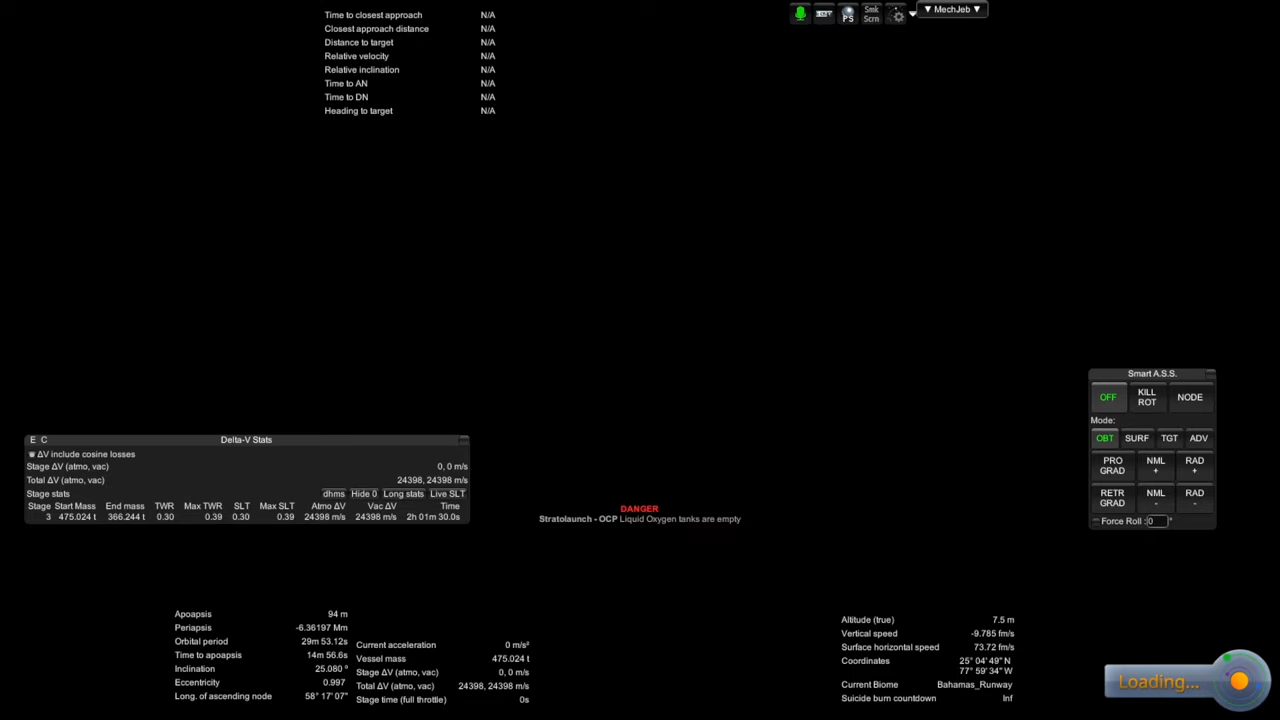 Time to closest approach N/A
Closest approach distance N/A
Distance to target N/A
Relative velocity N/A
Relative inclination N/A
Time to AN N/A
Time to DN N/A
Heading to target N/A
PS
Smk
Scrn
▼ MechJeb ▼
Smart A.S.S.
OFF KILL ROT NODE
Mode:
OBT SURF TGT ADV
PRO GRAD NML + RAD +
RETR GRAD NML - RAD -
Force Roll : 0 °
E C Delta-V Stats
ΔV include cosine losses
Stage ΔV (atmo, vac) 0, 0 m/s
Total ΔV (atmo, vac) 24398, 24398 m/s
Stage stats dhms Hide 0 Long stats Live SLT
Stage Start Mass End mass TWR Max TWR SLT Max SLT Atmo ΔV Vac ΔV Time
3 475.024 t 366.244 t 0.30 0.39 0.30 0.39 24398 m/s 24398 m/s 2h 01m 30.0s
DANGER
Stratolaunch - OCP Liquid Oxygen tanks are empty
Apoapsis 94 m
Periapsis -6.36197 Mm
Orbital period 29m 53.12s
Time to apoapsis 14m 56.6s
Inclination 25.080 º
Eccentricity 0.997
Long. of ascending node 58° 17' 07"
Current acceleration 0 m/s²
Vessel mass 475.024 t
Stage ΔV (atmo, vac) 0, 0 m/s
Total ΔV (atmo, vac) 24398, 24398 m/s
Stage time (full throttle) 0s
Altitude (true) 7.5 m
Vertical speed -9.785 fm/s
Surface horizontal speed 73.72 fm/s
Coordinates 25° 04' 49" N
77° 59' 34" W
Current Biome Bahamas_Runway
Suicide burn countdown Inf
Loading...